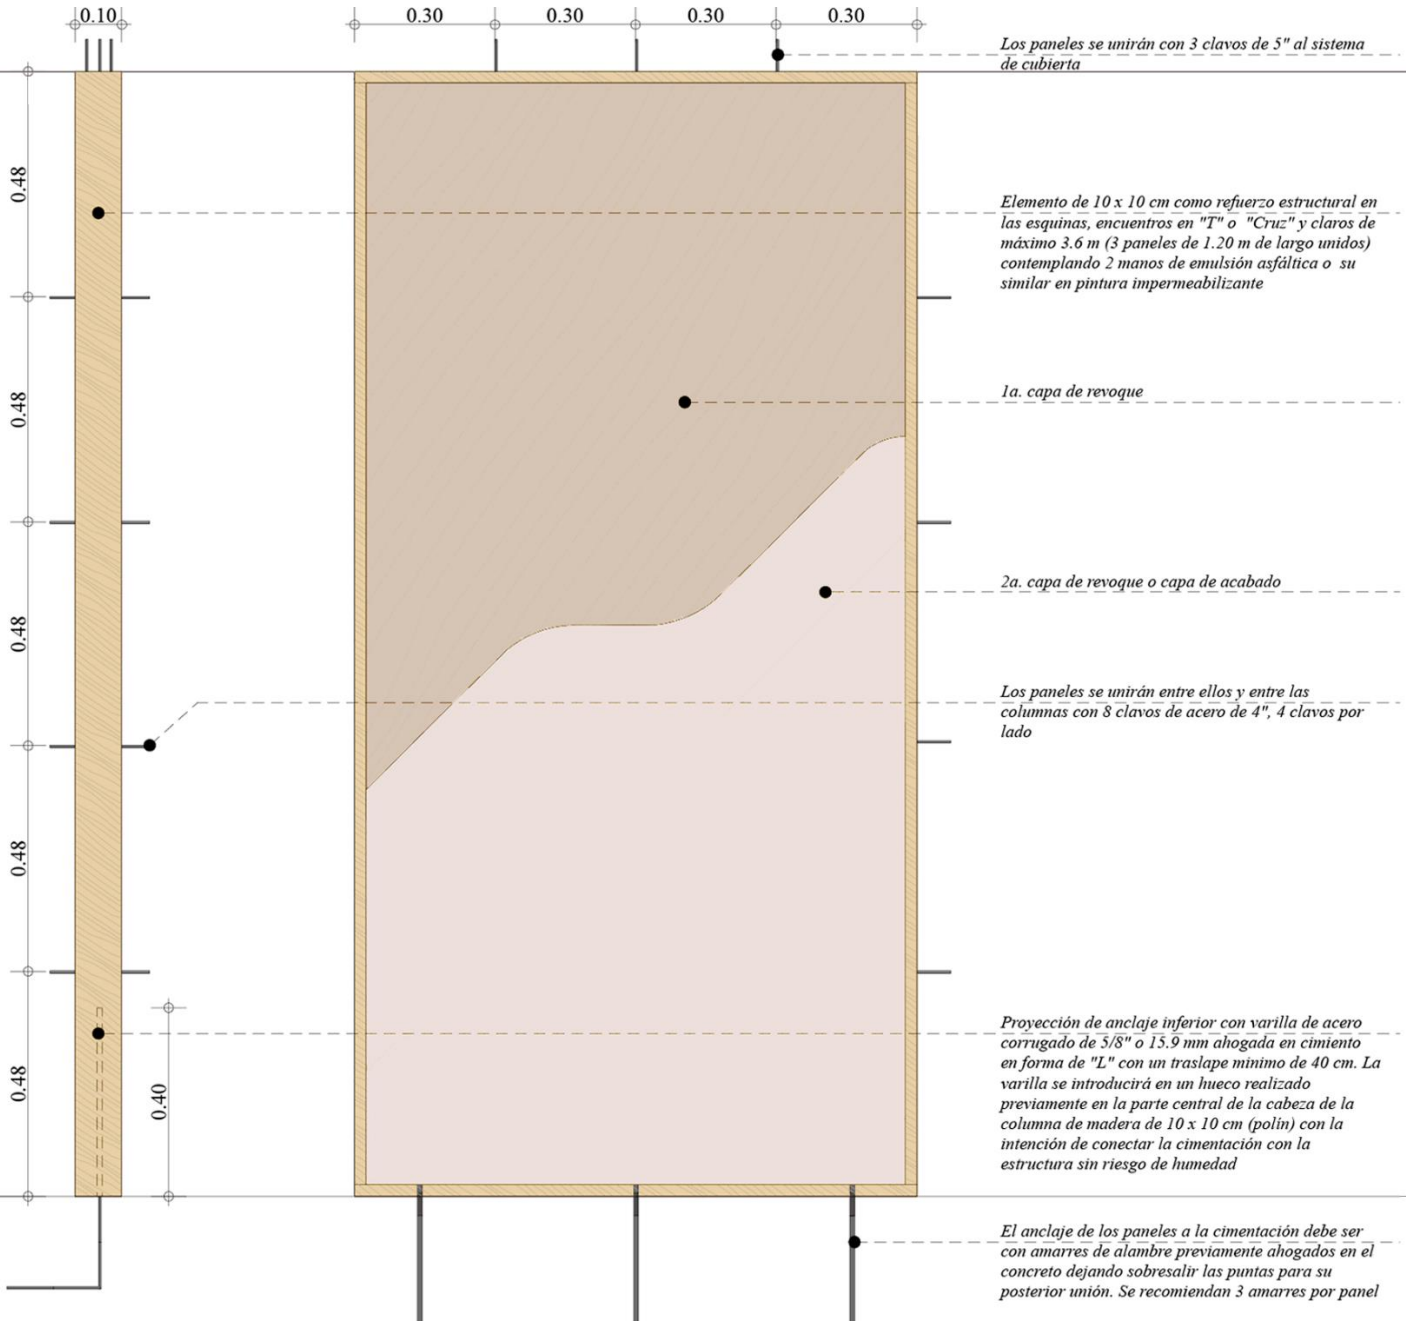 0.10
0.30
0.30
0.30
0.30
Los paneles se unirán con 3 clavos de 5" al sistema
de cubierta
0.48
Elemento de 10 x 10 cm como refuerzo estructural en
las esquinas, encuentros en "T" o "Cruz" y claros de
máximo 3.6 m (3 paneles de 1.20 m de largo unidos)
contemplando 2 manos de emulsión asfáltica o su
similar en pintura impermeabilizante
0.48
1a. capa de revoque
2a. capa de revoque o capa de acabado
0.48
Los paneles se unirán entre ellos y entre las
columnas con 8 clavos de acero de 4", 4 clavos por
lado
0.48
0.48
0.40
Proyección de anclaje inferior con varilla de acero
corrugado de 5/8" o 15.9 mm ahogada en cimiento
en forma de "L" con un traslape minimo de 40 cm. La
varilla se introducirá en un hueco realizado
previamente en la parte central de la cabeza de la
columna de madera de 10 x 10 cm (polín) con la
intención de conectar la cimentación con la
estructura sin riesgo de humedad
El anclaje de los paneles a la cimentación debe ser
con amarres de alambre previamente ahogados en el
concreto dejando sobresalir las puntas para su
posterior unión. Se recomiendan 3 amarres por panel